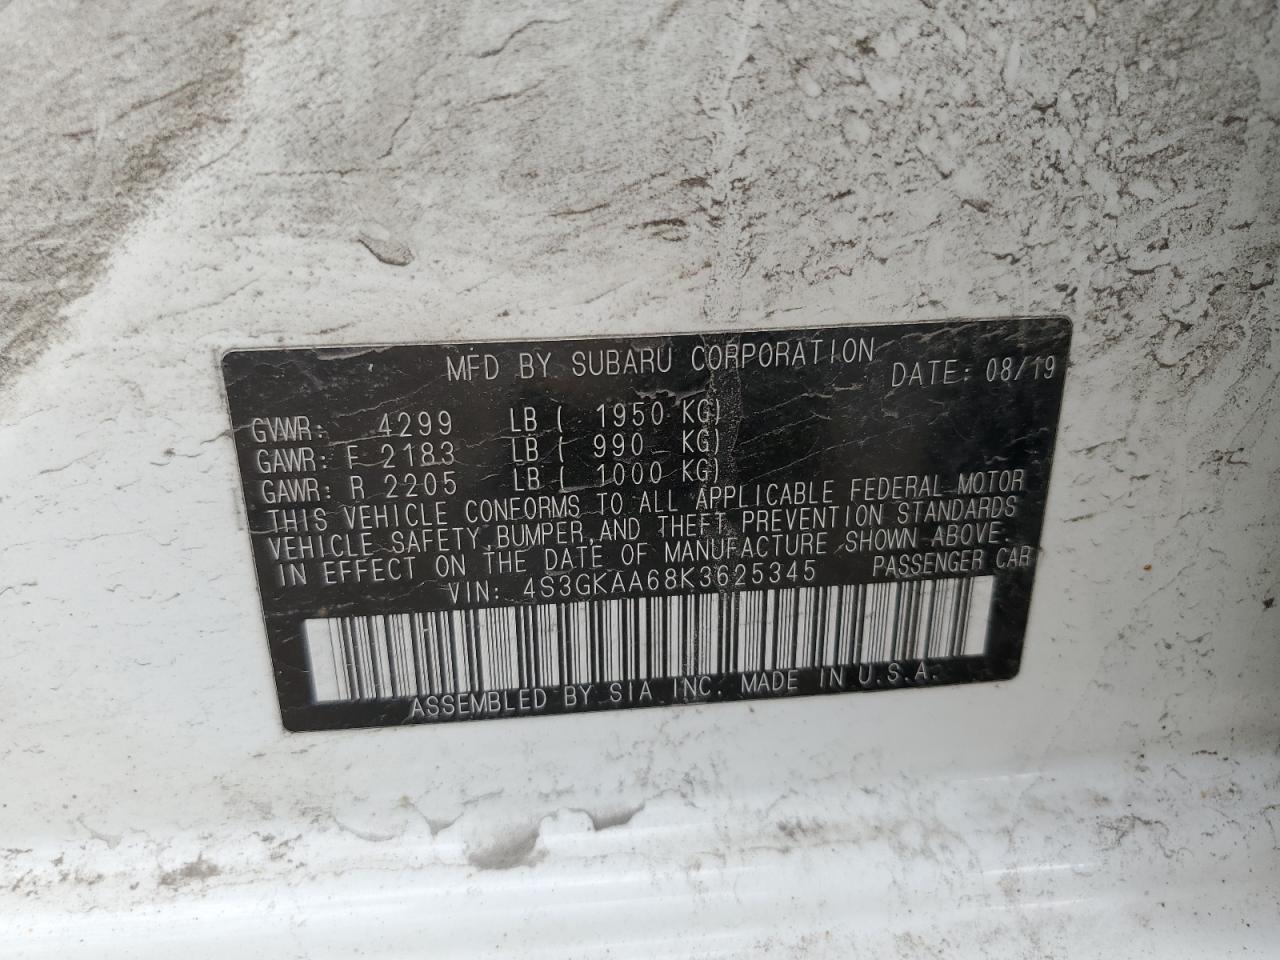 MFD BY SUBARU CORPORATION DATE: 08/19
GVWR: 4299 LB ( 1950 KG)
GAWR: F 2183 LB ( 990 KG)
GAWR: R 2205 LB ( 1000 KG)
THIS VEHICLE CONFORMS TO ALL APPLICABLE FEDERAL MOTOR
VEHICLE SAFETY,BUMPER,AND THEFT PREVENTION STANDARDS
IN EFFECT ON THE DATE OF MANUFACTURE SHOWN ABOVE.
VIN: 4S3GKAA68K3625345 PASSENGER CAR
ASSEMBLED BY SIA INC. MADE IN U.S.A.